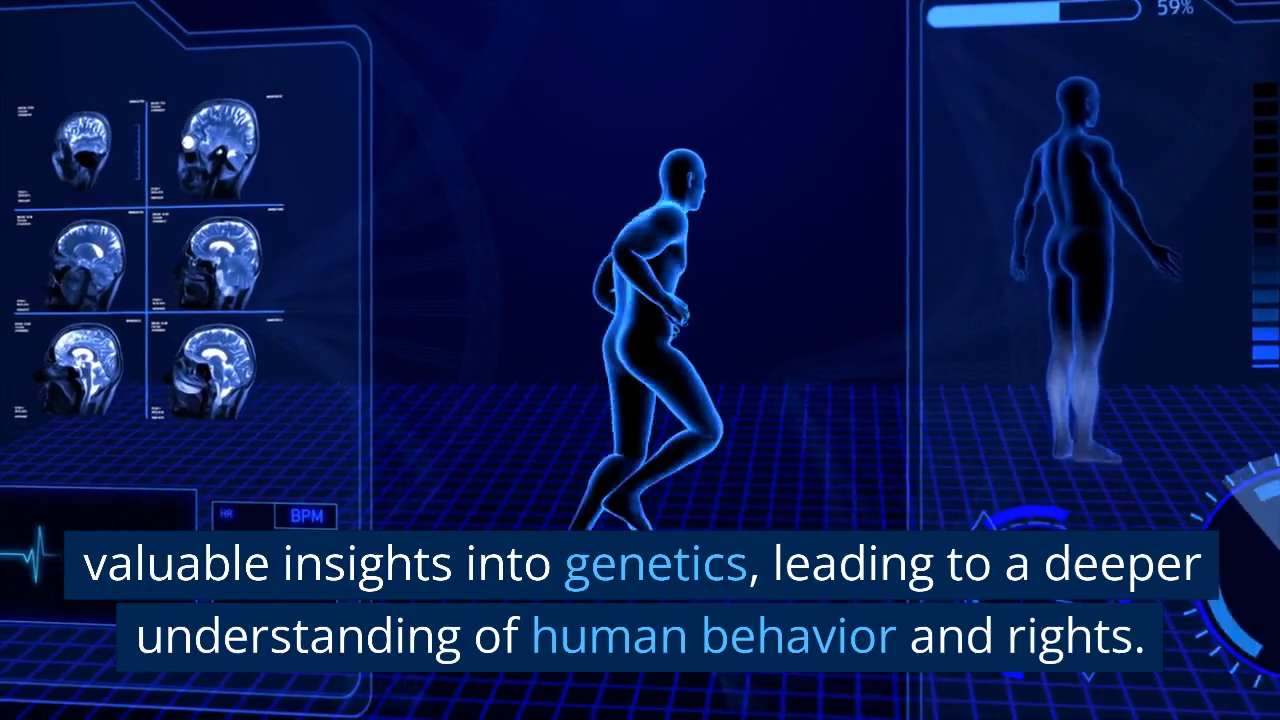 59%
HR
BPM
valuable insights into genetics, leading to a deeper
understanding of human behavior and rights.